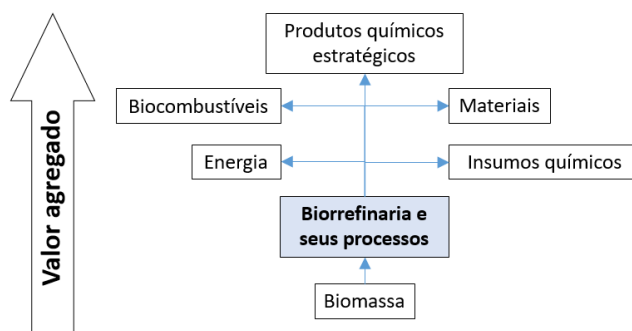 Produtos químicos
estratégicos
Biocombustíveis
Materiais
Energia
Insumos químicos
Biorrefinaria e
seus processos
Biomassa
Valor agregado